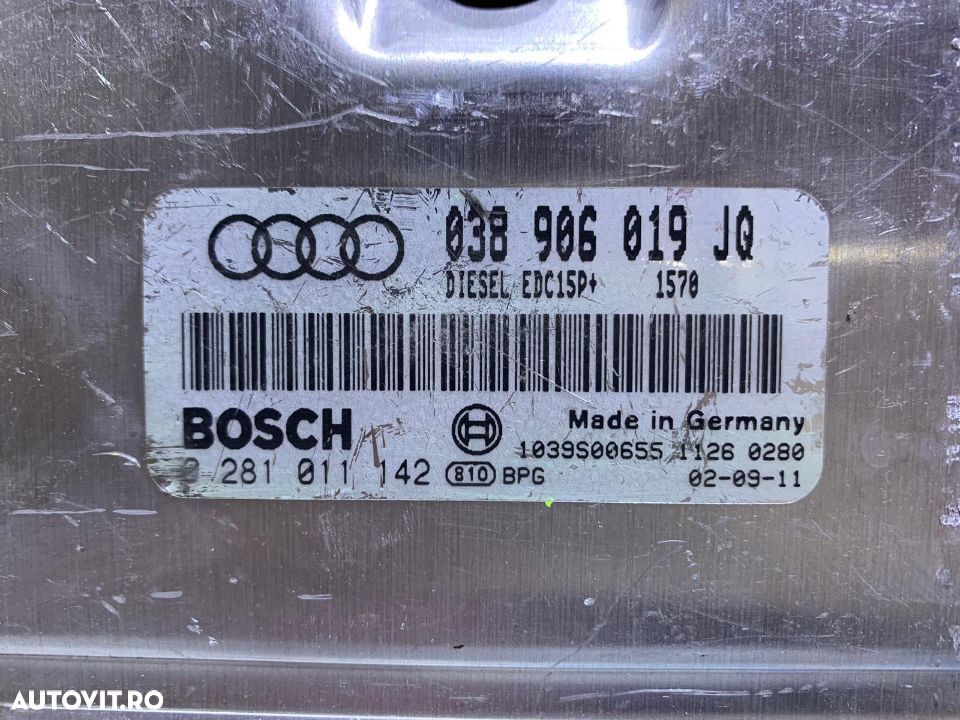 038 906 019 JQ
DIESEL EDC15P+ 1570
BOSCH
Made in Germany
1039S00655 1126 0280
0 281 011 142 810 BPG 02-09-11
AUTOVIT.RO